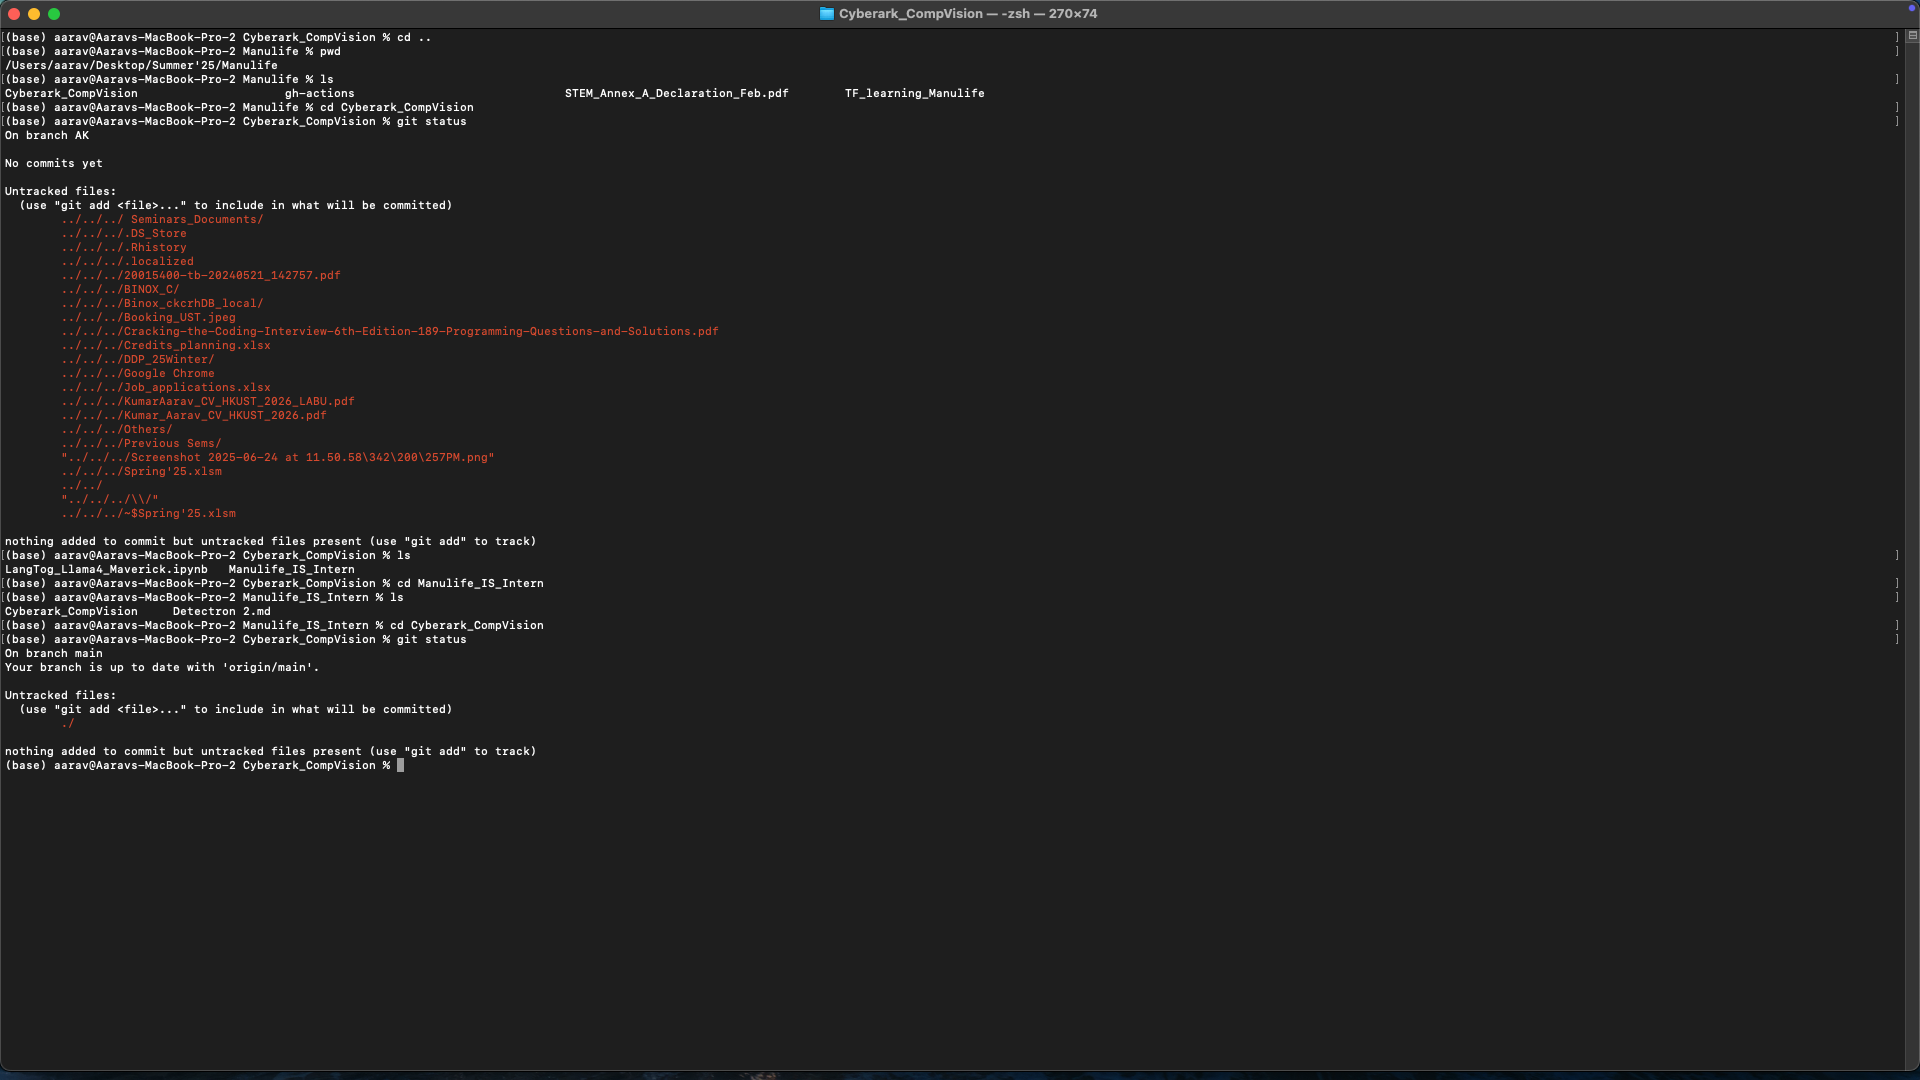 Cyberark_CompVision — -zsh — 270×74
[(base) aarav@Aaravs-MacBook-Pro-2 Cyberark_CompVision % cd .. ]
[(base) aarav@Aaravs-MacBook-Pro-2 Manulife % pwd ]
/Users/aarav/Desktop/Summer'25/Manulife
[(base) aarav@Aaravs-MacBook-Pro-2 Manulife % ls ]
Cyberark_CompVision gh-actions STEM_Annex_A_Declaration_Feb.pdf TF_learning_Manulife
[(base) aarav@Aaravs-MacBook-Pro-2 Manulife % cd Cyberark_CompVision ]
[(base) aarav@Aaravs-MacBook-Pro-2 Cyberark_CompVision % git status ]
On branch AK
No commits yet
Untracked files:
(use "git add <file>..." to include in what will be committed)
../../../ Seminars_Documents/
../../../.DS_Store
../../../.Rhistory
../../../.localized
../../../20015400-tb-20240521_142757.pdf
../../../BINOX_C/
../../../Binox_ckcrhDB_local/
../../../Booking_UST.jpeg
../../../Cracking-the-Coding-Interview-6th-Edition-189-Programming-Questions-and-Solutions.pdf
../../../Credits_planning.xlsx
../../../DDP_25Winter/
../../../Google Chrome
../../../Job_applications.xlsx
../../../KumarAarav_CV_HKUST_2026_LABU.pdf
../../../Kumar_Aarav_CV_HKUST_2026.pdf
../../../Others/
../../../Previous Sems/
"../../../Screenshot 2025-06-24 at 11.50.58\342\200\257PM.png"
../../../Spring'25.xlsm
../../
"../../../\\/"
../../../~$Spring'25.xlsm
nothing added to commit but untracked files present (use "git add" to track)
[(base) aarav@Aaravs-MacBook-Pro-2 Cyberark_CompVision % ls ]
LangTog_Llama4_Maverick.ipynb Manulife_IS_Intern
[(base) aarav@Aaravs-MacBook-Pro-2 Cyberark_CompVision % cd Manulife_IS_Intern ]
[(base) aarav@Aaravs-MacBook-Pro-2 Manulife_IS_Intern % ls ]
Cyberark_CompVision Detectron 2.md
[(base) aarav@Aaravs-MacBook-Pro-2 Manulife_IS_Intern % cd Cyberark_CompVision ]
[(base) aarav@Aaravs-MacBook-Pro-2 Cyberark_CompVision % git status ]
On branch main
Your branch is up to date with 'origin/main'.
Untracked files:
(use "git add <file>..." to include in what will be committed)
./
nothing added to commit but untracked files present (use "git add" to track)
(base) aarav@Aaravs-MacBook-Pro-2 Cyberark_CompVision %